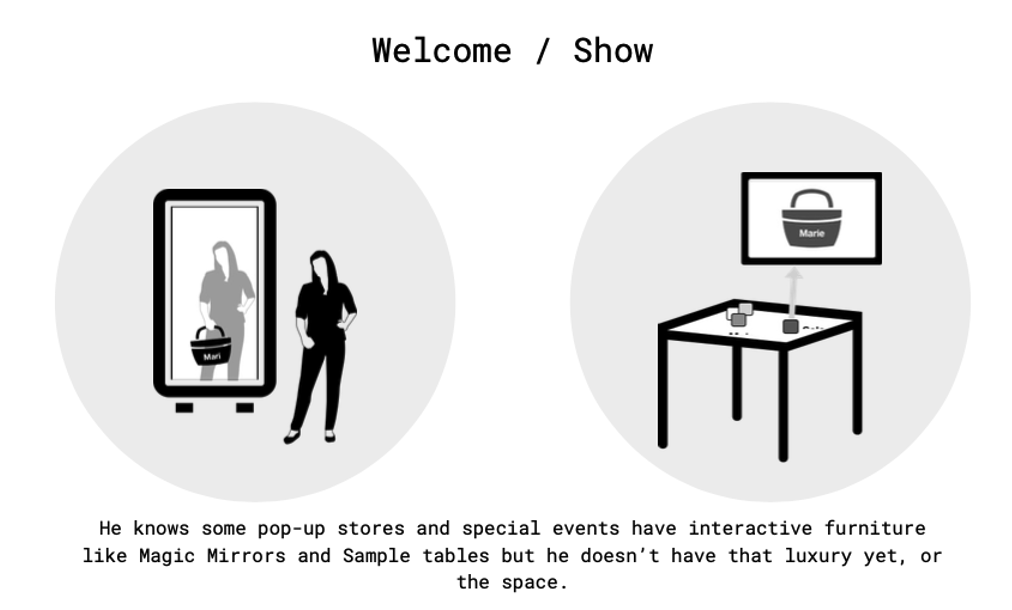 Welcome / Show
Marie
Mari
He knows some pop-up stores and special events have interactive furniture
like Magic Mirrors and Sample tables but he doesn’t have that luxury yet, or
the space.